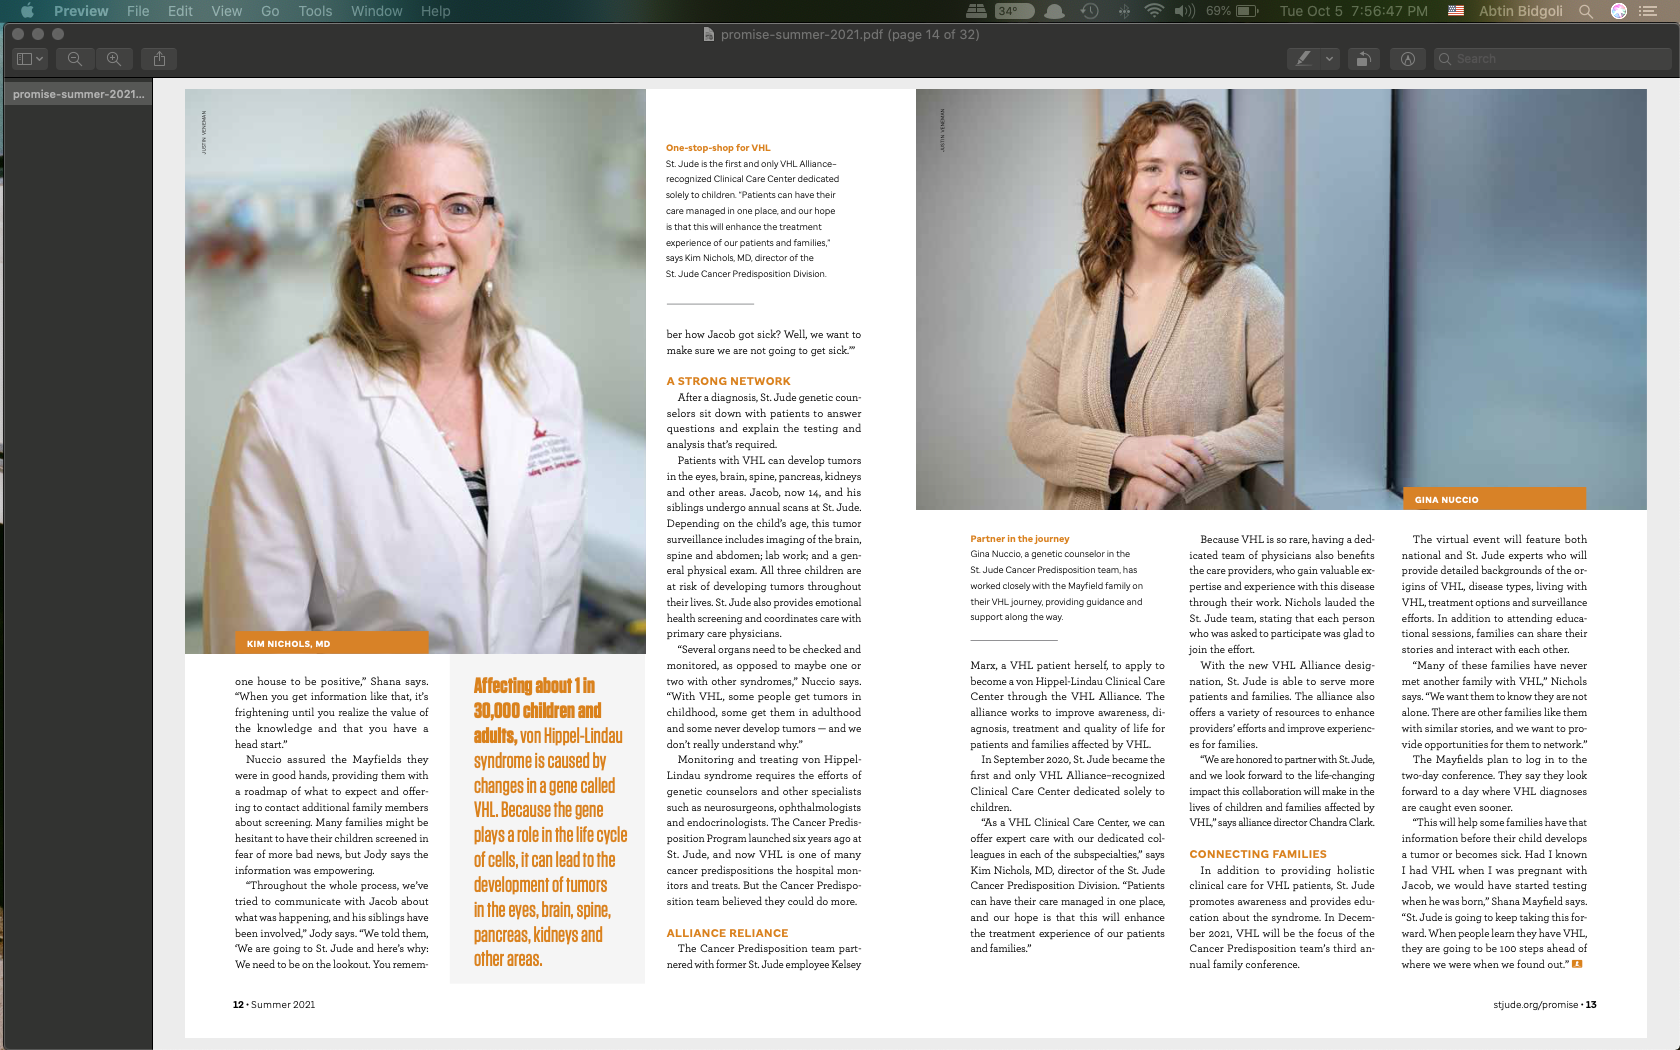 Preview File Edit View Go Tools Window Help
34° 69% Tue Oct 5 7:56:47 PM Abtin Bidgoli
promise-summer-2021.pdf (page 14 of 32)
Search
promise-summer-2021...
JUSTIN VENEMAN
KIM NICHOLS, MD
one house to be positive,” Shana says.
“When you get information like that, it’s
frightening until you realize the value of
the knowledge and that you have a
head start.”
Nuccio assured the Mayfields they
were in good hands, providing them with
a roadmap of what to expect and offer-
ing to contact additional family members
about screening. Many families might be
hesitant to have their children screened in
fear of more bad news, but Jody says the
information was empowering.
“Throughout the whole process, we’ve
tried to communicate with Jacob about
what was happening, and his siblings have
been involved,” Jody says. “We told them,
‘We are going to St. Jude and here’s why:
We need to be on the lookout. You remem-
Affecting about 1 in
30,000 children and
adults, von Hippel-Lindau
syndrome is caused by
changes in a gene called
VHL. Because the gene
plays a role in the life cycle
of cells, it can lead to the
development of tumors
in the eyes, brain, spine,
pancreas, kidneys and
other areas.
One-stop-shop for VHL
St. Jude is the first and only VHL Alliance–
recognized Clinical Care Center dedicated
solely to children. “Patients can have their
care managed in one place, and our hope
is that this will enhance the treatment
experience of our patients and families,”
says Kim Nichols, MD, director of the
St. Jude Cancer Predisposition Division.
ber how Jacob got sick? Well, we want to
make sure we are not going to get sick.’”
A STRONG NETWORK
After a diagnosis, St. Jude genetic coun-
selors sit down with patients to answer
questions and explain the testing and
analysis that’s required.
Patients with VHL can develop tumors
in the eyes, brain, spine, pancreas, kidneys
and other areas. Jacob, now 14, and his
siblings undergo annual scans at St. Jude.
Depending on the child’s age, this tumor
surveillance includes imaging of the brain,
spine and abdomen; lab work; and a gen-
eral physical exam. All three children are
at risk of developing tumors throughout
their lives. St. Jude also provides emotional
health screening and coordinates care with
primary care physicians.
“Several organs need to be checked and
monitored, as opposed to maybe one or
two with other syndromes,” Nuccio says.
“With VHL, some people get tumors in
childhood, some get them in adulthood
and some never develop tumors — and we
don’t really understand why.”
Monitoring and treating von Hippel-
Lindau syndrome requires the efforts of
genetic counselors and other specialists
such as neurosurgeons, ophthalmologists
and endocrinologists. The Cancer Predis-
position Program launched six years ago at
St. Jude, and now VHL is one of many
cancer predispositions the hospital mon-
itors and treats. But the Cancer Predispo-
sition team believed they could do more.
ALLIANCE RELIANCE
The Cancer Predisposition team part-
nered with former St. Jude employee Kelsey
12 • Summer 2021
JUSTIN VENEMAN
GINA NUCCIO
Partner in the journey
Gina Nuccio, a genetic counselor in the
St. Jude Cancer Predisposition team, has
worked closely with the Mayfield family on
their VHL journey, providing guidance and
support along the way.
Marx, a VHL patient herself, to apply to
become a von Hippel-Lindau Clinical Care
Center through the VHL Alliance. The
alliance works to improve awareness, di-
agnosis, treatment and quality of life for
patients and families affected by VHL.
In September 2020, St. Jude became the
first and only VHL Alliance–recognized
Clinical Care Center dedicated solely to
children.
“As a VHL Clinical Care Center, we can
offer expert care with our dedicated col-
leagues in each of the subspecialties,” says
Kim Nichols, MD, director of the St. Jude
Cancer Predisposition Division. “Patients
can have their care managed in one place,
and our hope is that this will enhance
the treatment experience of our patients
and families.”
Because VHL is so rare, having a ded-
icated team of physicians also benefits
the care providers, who gain valuable ex-
pertise and experience with this disease
through their work. Nichols lauded the
St. Jude team, stating that each person
who was asked to participate was glad to
join the effort.
With the new VHL Alliance desig-
nation, St. Jude is able to serve more
patients and families. The alliance also
offers a variety of resources to enhance
providers’ efforts and improve experienc-
es for families.
“We are honored to partner with St. Jude,
and we look forward to the life-changing
impact this collaboration will make in the
lives of children and families affected by
VHL,” says alliance director Chandra Clark.
CONNECTING FAMILIES
In addition to providing holistic
clinical care for VHL patients, St. Jude
promotes awareness and provides edu-
cation about the syndrome. In Decem-
ber 2021, VHL will be the focus of the
Cancer Predisposition team’s third an-
nual family conference.
The virtual event will feature both
national and St. Jude experts who will
provide detailed backgrounds of the or-
igins of VHL, disease types, living with
VHL, treatment options and surveillance
efforts. In addition to attending educa-
tional sessions, families can share their
stories and interact with each other.
“Many of these families have never
met another family with VHL,” Nichols
says. “We want them to know they are not
alone. There are other families like them
with similar stories, and we want to pro-
vide opportunities for them to network.”
The Mayfields plan to log in to the
two-day conference. They say they look
forward to a day where VHL diagnoses
are caught even sooner.
“This will help some families have that
information before their child develops
a tumor or becomes sick. Had I known
I had VHL when I was pregnant with
Jacob, we would have started testing
when he was born,” Shana Mayfield says.
“St. Jude is going to keep taking this for-
ward. When people learn they have VHL,
they are going to be 100 steps ahead of
where we were when we found out.”
stjude.org/promise • 13